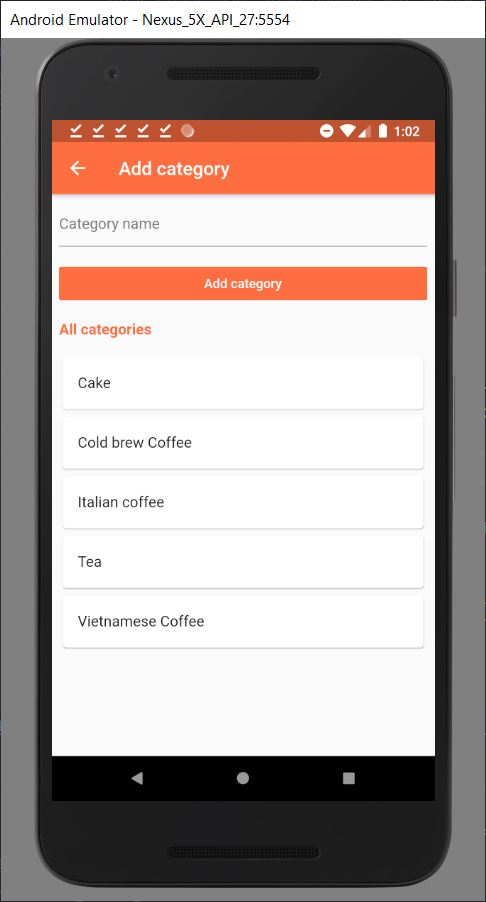 Android Emulator - Nexus_5X_API_27:5554
1:02
Add category
Category name
Add category
All categories
Cake
Cold brew Coffee
Italian coffee
Tea
Vietnamese Coffee